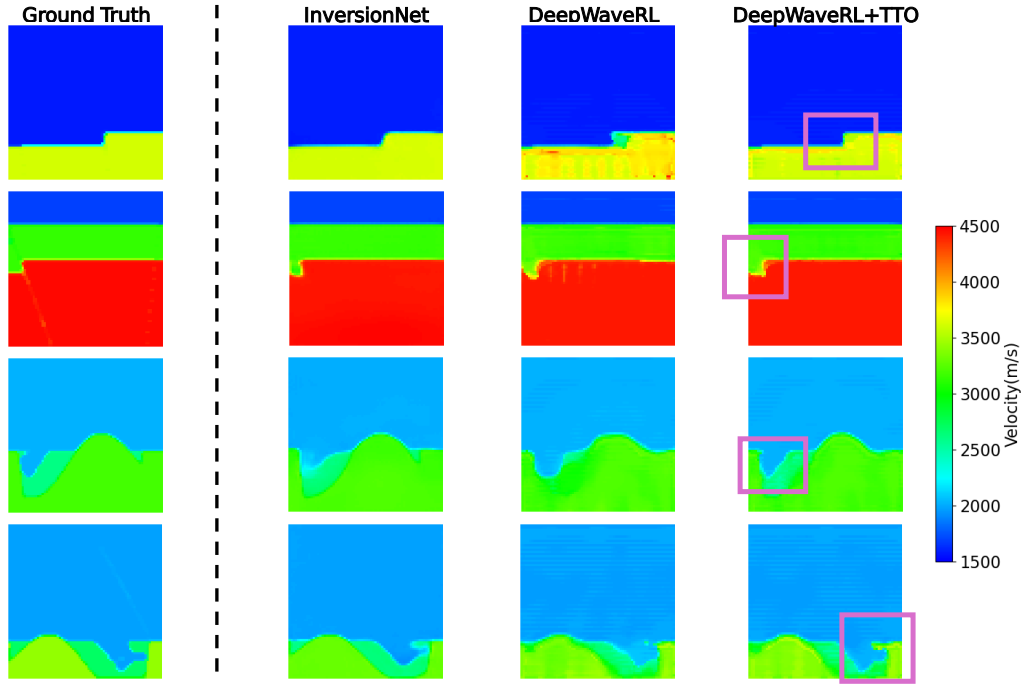 Ground Truth
InversionNet
DeepWaveRL
DeepWaveRL+TTO
4500
4000
3500
3000
2500
2000
1500
Velocity(m/s)